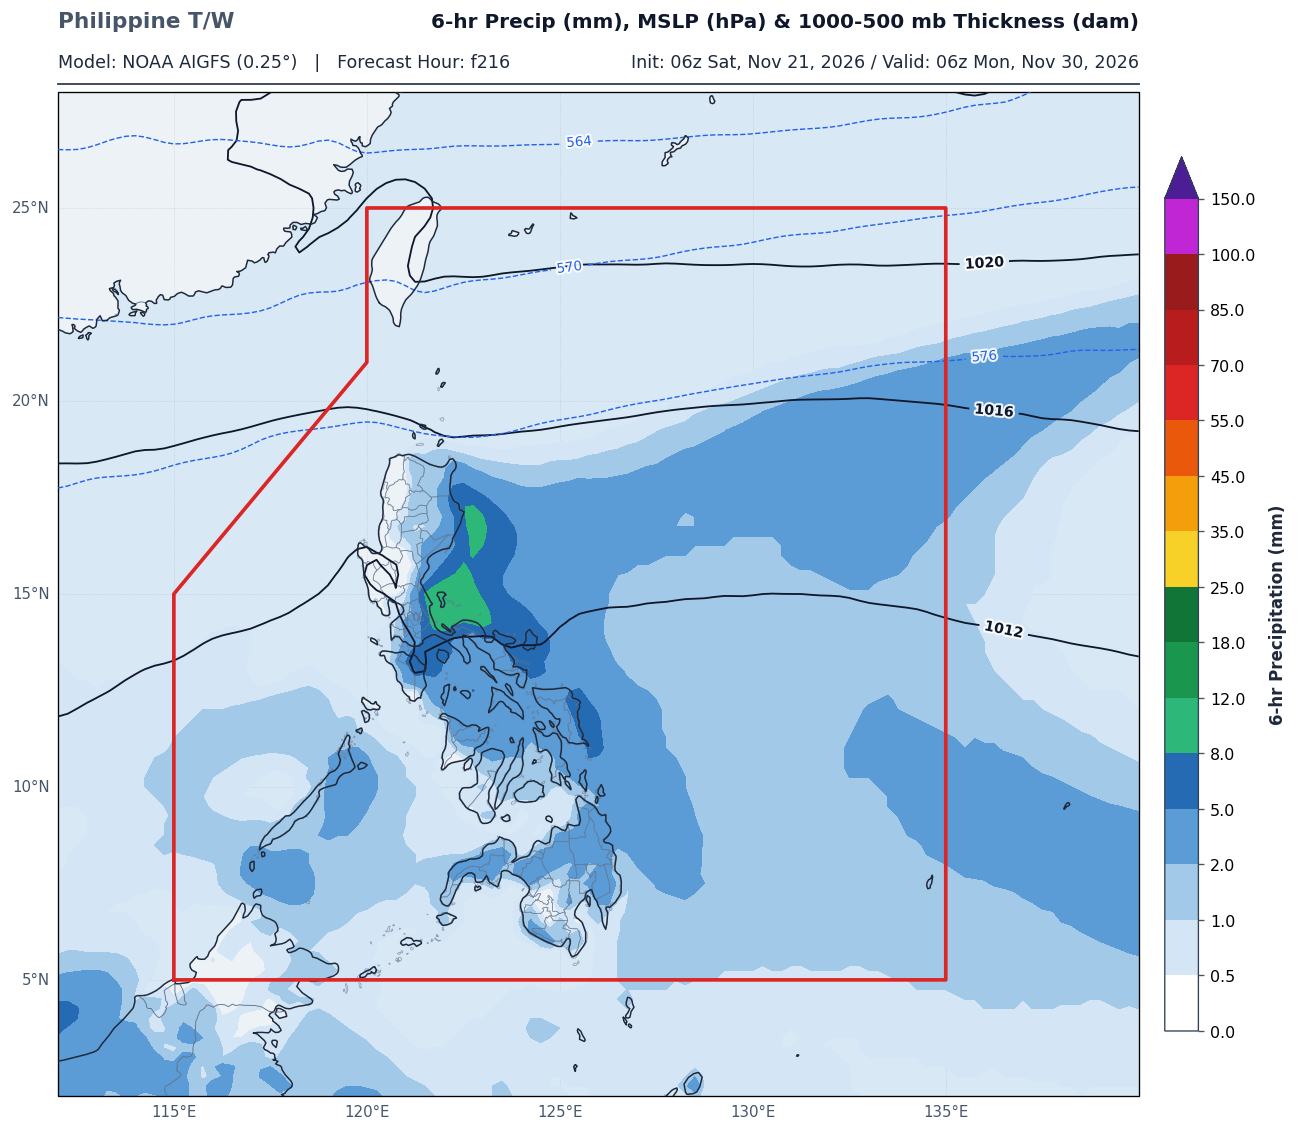 Philippine T/W
6-hr Precip (mm), MSLP (hPa) & 1000-500 mb Thickness (dam)
Model: NOAA AIGFS (0.25°) | Forecast Hour: f216
Init: 06z Sat, Nov 21, 2026 / Valid: 06z Mon, Nov 30, 2026
564
570
576
1020
1016
1012
25°N
20°N
15°N
10°N
5°N
115°E
120°E
125°E
130°E
135°E
150.0
100.0
85.0
70.0
55.0
45.0
35.0
25.0
18.0
12.0
8.0
5.0
2.0
1.0
0.5
0.0
6-hr Precipitation (mm)